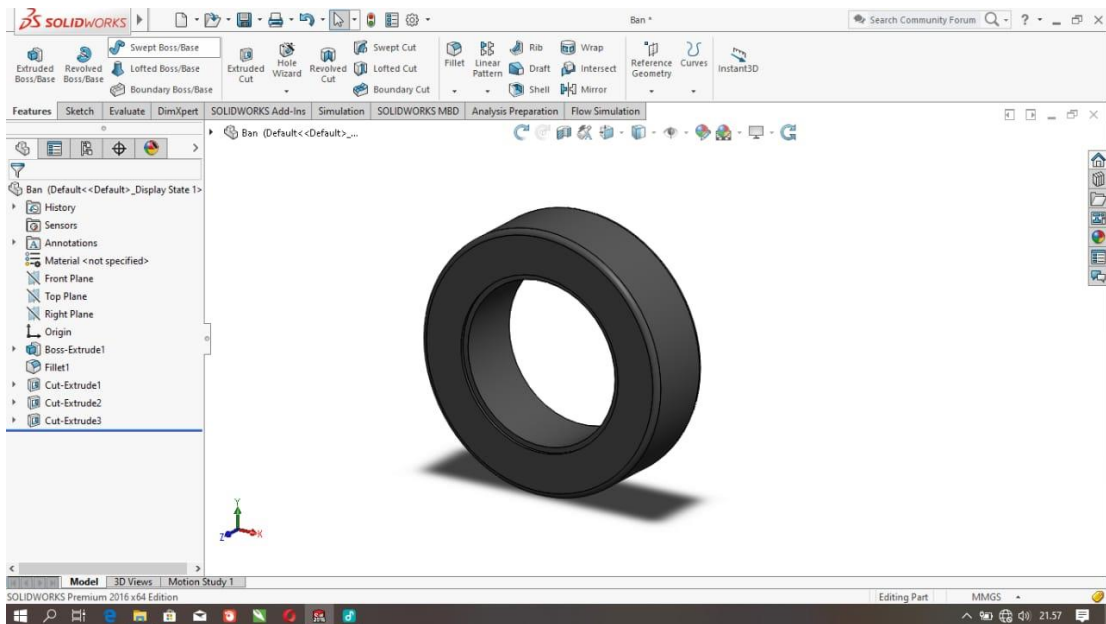 SOLIDWORKS
Ban *
Search Community Forum
Extruded Boss/Base
Revolved Boss/Base
Swept Boss/Base
Lofted Boss/Base
Boundary Boss/Base
Extruded Cut
Hole Wizard
Revolved Cut
Swept Cut
Lofted Cut
Boundary Cut
Fillet
Linear Pattern
Rib
Draft
Shell
Wrap
Intersect
Mirror
Reference Geometry
Curves
Instant3D
Features Sketch Evaluate DimXpert SOLIDWORKS Add-Ins Simulation SOLIDWORKS MBD Analysis Preparation Flow Simulation
Ban (Default<<Default>_...
Ban (Default<<Default>_Display State 1>
History
Sensors
Annotations
Material <not specified>
Front Plane
Top Plane
Right Plane
Origin
Boss-Extrude1
Fillet1
Cut-Extrude1
Cut-Extrude2
Cut-Extrude3
Y
Z
X
Model 3D Views Motion Study 1
SOLIDWORKS Premium 2016 x64 Edition
Editing Part
MMGS
21.57